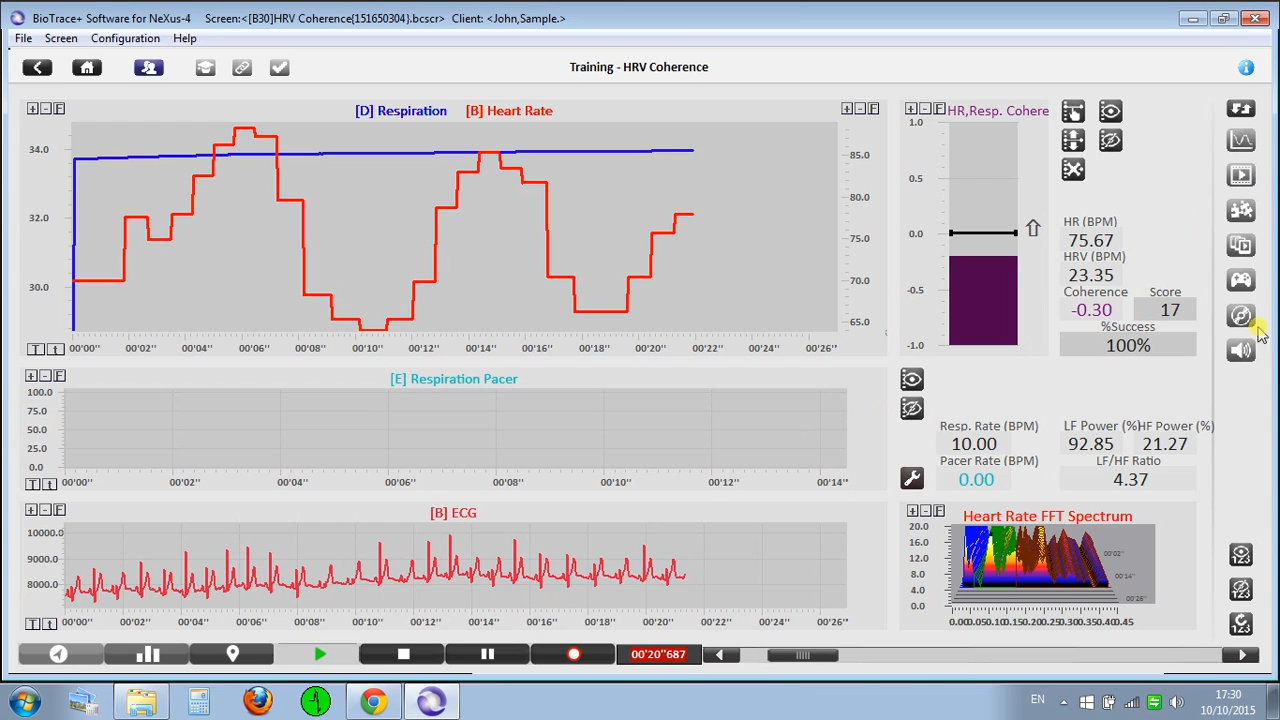 BioTrace+ Software for NeXus-4 Screen:<[B30]HRV Coherence{151650304}.bcscr> Client: <John,Sample.>
File Screen Configuration Help
Training - HRV Coherence
+ - F [D] Respiration [B] Heart Rate + - F
34.0
32.0
30.0
85.0
80.0
75.0
70.0
65.0
T t 00'00'' 00'02'' 00'04'' 00'06'' 00'08'' 00'10'' 00'12'' 00'14'' 00'16'' 00'18'' 00'20'' 00'22'' 00'24'' 00'26''
+ - F HR,Resp. Cohere
1.0
0.5
0.0
-0.5
-1.0
HR (BPM)
75.67
HRV (BPM)
23.35
Coherence Score
-0.30 17
%Success
100%
+ - F [E] Respiration Pacer
100.0
75.0
50.0
25.0
0.0
T t 00'00'' 00'02'' 00'04'' 00'06'' 00'08'' 00'10'' 00'12'' 00'14''
Resp. Rate (BPM) LF Power (%) HF Power (%)
10.00 92.85 21.27
Pacer Rate (BPM) LF/HF Ratio
0.00 4.37
+ - F [B] ECG
10000.0
9000.0
8000.0
T t 00'00'' 00'02'' 00'04'' 00'06'' 00'08'' 00'10'' 00'12'' 00'14'' 00'16'' 00'18'' 00'20'' 00'22'' 00'24'' 00'26''
+ - F Heart Rate FFT Spectrum
20.0
16.0
12.0
8.0
4.0
0.0
00'02''
00'14''
00'26''
0.00 0.05 0.10 0.15 0.20 0.25 0.30 0.35 0.40 0.45
123
123
123
00'20''687
EN 17:30
10/10/2015